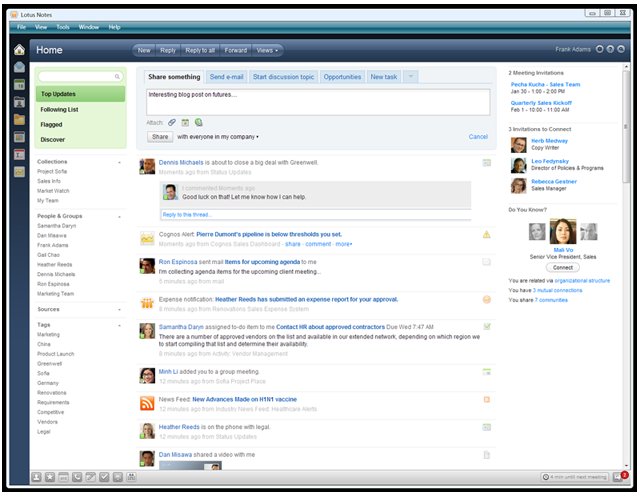 Lotus Notes
File View Tools Window Help
Home
New Reply Reply to all Forward Views
Frank Adams
Top Updates
Following List
Flagged
Discover
Collections
Project Sofia
Sales Info
Market Watch
My Team
People & Groups
Samantha Daryn
Dan Misawa
Frank Adams
Gail Chao
Heather Reeds
Dennis Michaels
Ron Espinosa
Marketing Team
Sources
Tags
Marketing
China
Product Launch
Greenwell
Sofia
Germany
Renovations
Requirements
Competitive
Vendors
Legal
Share something Send e-mail Start discussion topic Opportunities New task
Interesting blog post on futures....
Attach:
Share with everyone in my company
Cancel
Dennis Michaels is about to close a big deal with Greenwell.
Moments ago from Status Updates
I commented Moments ago
Good luck on that! Let me know how I can help.
Reply to this thread...
Cognos Alert: Pierre Dumont's pipeline is below thresholds you set.
Moments ago from Cognos Sales Dashboard · share · comment · more
Ron Espinosa sent mail Items for upcoming agenda to me
I'm collecting agenda items for the upcoming client meeting...
5 minutes ago from mail
Expense notification: Heather Reeds has submitted an expense report for your approval.
6 minutes ago from Renovations Sales Expense System
Samantha Daryn assigned to-do item to me Contact HR about approved contractors Due Wed 7:47 AM
There are a number of approved vendors on the list and available in our extended network, depending on which region we
to start compiling that list and determine their availability.
8 minutes ago from Activity: Vendor Management
Minh Li added you to a group meeting.
12 minutes ago from Sofia Project Place
News Feed: New Advances Made on H1N1 vaccine
12 minutes ago from Industry News Feed: Healthcare Alerts
Heather Reeds is on the phone with legal.
12 minutes ago from Status Updates
Dan Misawa shared a video with me
2 Meeting Invitations
Pecha Kucha - Sales Team
Jan 30 - 1:00 - 2:00 PM
Quarterly Sales Kickoff
Feb 1 - 10:00 - 11:00 AM
3 Invitations to Connect
Herb Medway
Copy Writer
Leo Fedynsky
Director of Policies & Programs
Rebecca Gestner
Sales Manager
Do You Know?
Mali Vo
Senior Vice President, Sales
Connect
You are related via organizational structure
You have 3 mutual connections
You share 7 communities
4 min until next meeting